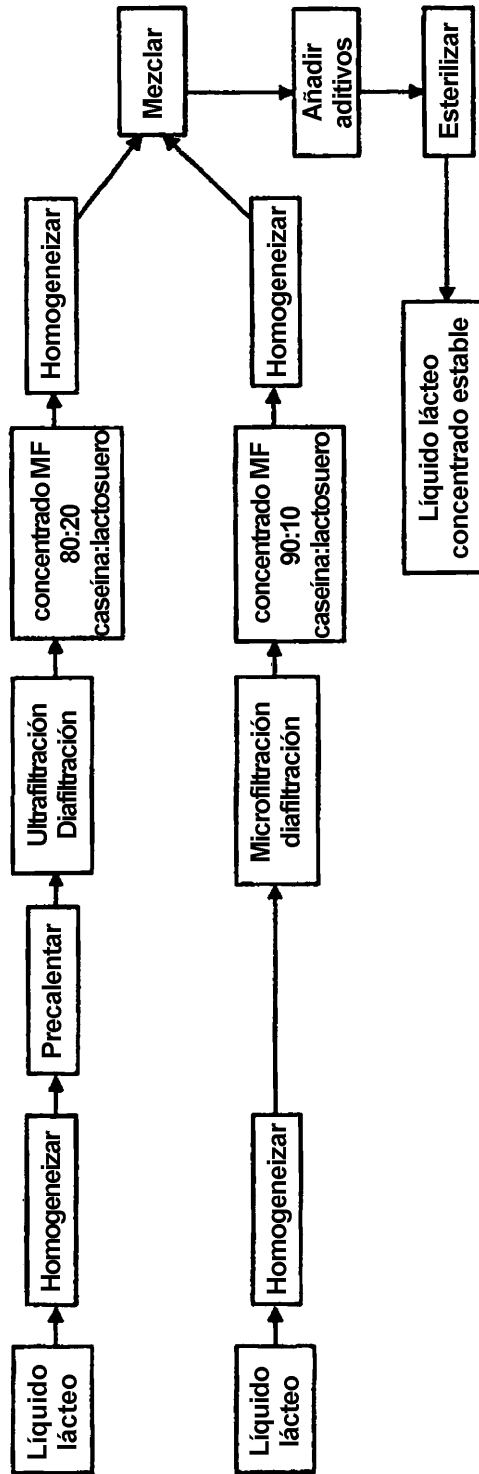 Líquido
lácteo
Homogeneizar
Precalentar
Ultrafiltración
Diafiltración
concentrado MF
80:20
caseína:lactosuero
Homogeneizar
Líquido
lácteo
Homogeneizar
Microfiltración
diafiltración
concentrado MF
90:10
caseína:lactosuero
Homogeneizar
Mezclar
Añadir
aditivos
Esterilizar
Líquido lácteo
concentrado estable